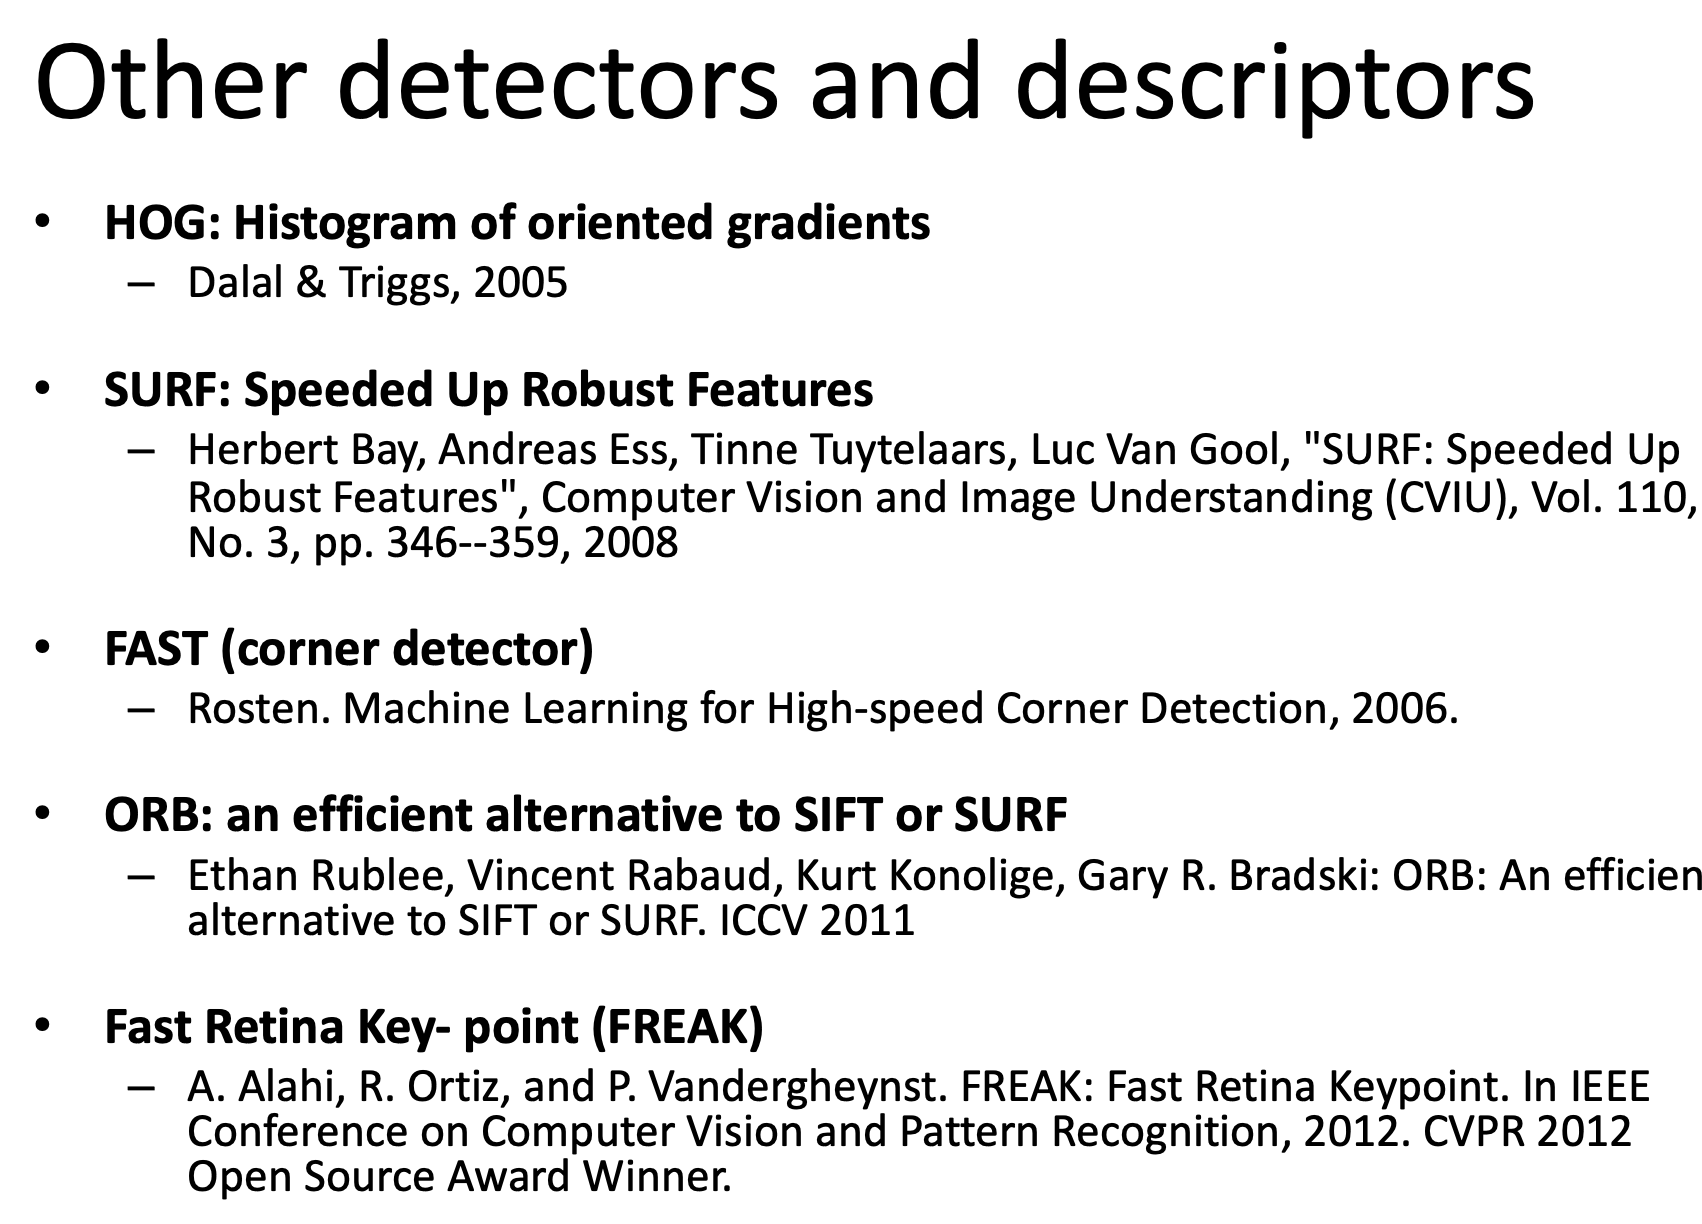 Other detectors and descriptors
• HOG: Histogram of oriented gradients
– Dalal & Triggs, 2005
• SURF: Speeded Up Robust Features
– Herbert Bay, Andreas Ess, Tinne Tuytelaars, Luc Van Gool, "SURF: Speeded Up
Robust Features", Computer Vision and Image Understanding (CVIU), Vol. 110,
No. 3, pp. 346--359, 2008
• FAST (corner detector)
– Rosten. Machine Learning for High-speed Corner Detection, 2006.
• ORB: an efficient alternative to SIFT or SURF
– Ethan Rublee, Vincent Rabaud, Kurt Konolige, Gary R. Bradski: ORB: An efficien
alternative to SIFT or SURF. ICCV 2011
• Fast Retina Key- point (FREAK)
– A. Alahi, R. Ortiz, and P. Vandergheynst. FREAK: Fast Retina Keypoint. In IEEE
Conference on Computer Vision and Pattern Recognition, 2012. CVPR 2012
Open Source Award Winner.